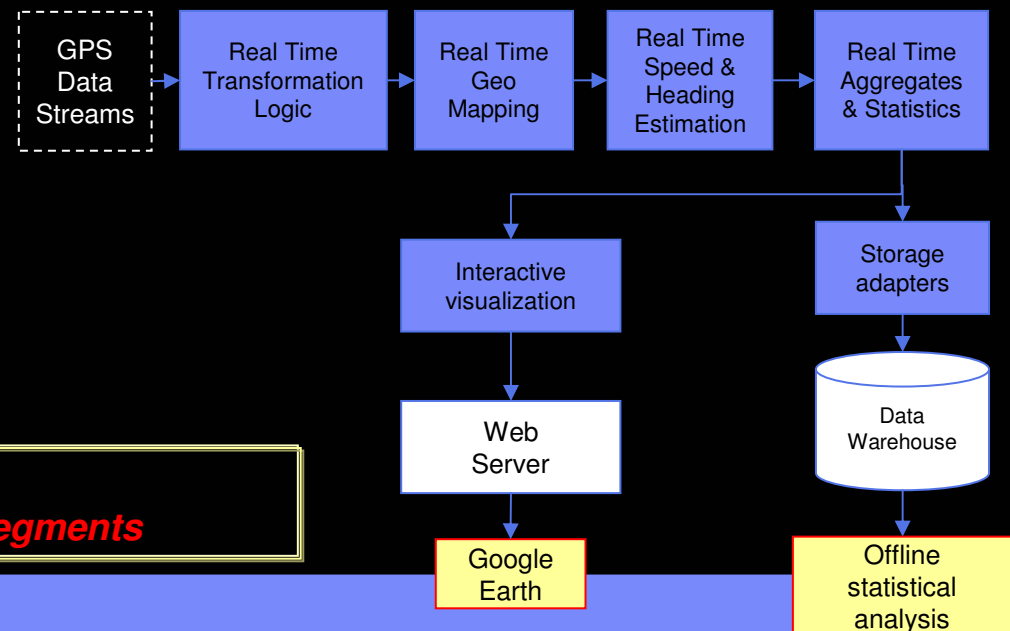 GPS
Data
Streams
Real Time
Transformation
Logic
Real Time
Geo
Mapping
Real Time
Speed &
Heading
Estimation
Real Time
Aggregates
& Statistics
Interactive
visualization
Storage
adapters
Web
Server
Data
Warehouse
Google
Earth
Offline
statistical
analysis